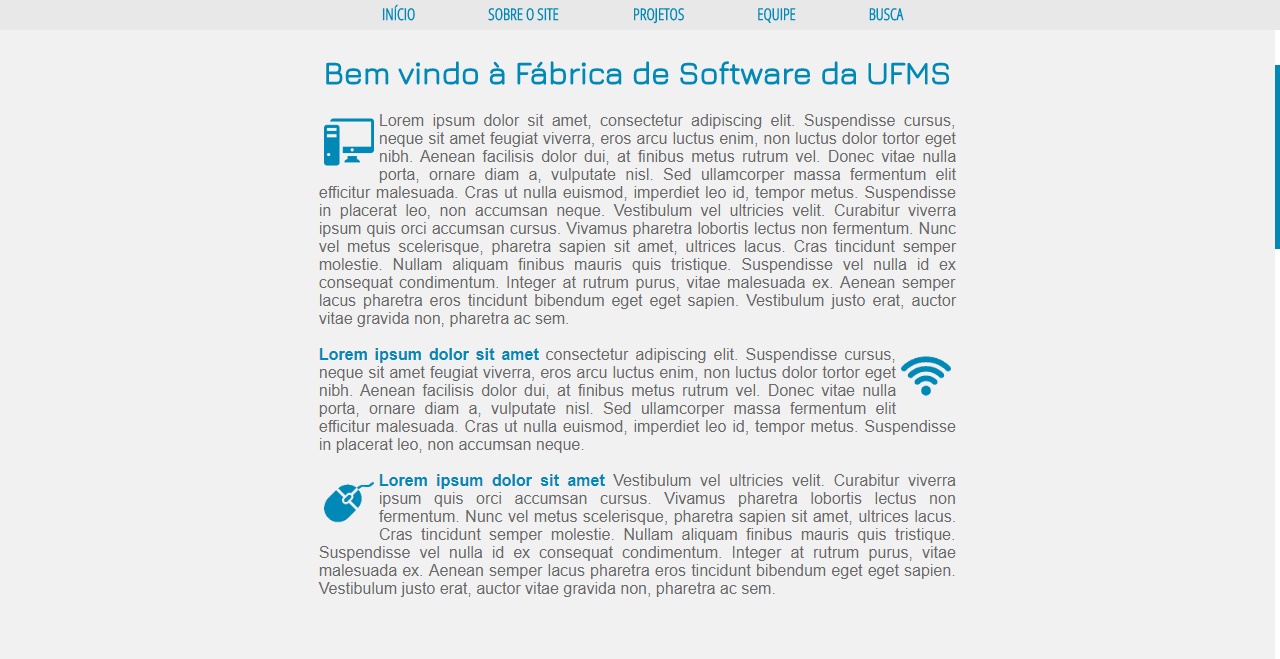 INÍCIO SOBRE O SITE PROJETOS EQUIPE BUSCA
Bem vindo à Fábrica de Software da UFMS
Lorem ipsum dolor sit amet, consectetur adipiscing elit. Suspendisse cursus,
neque sit amet feugiat viverra, eros arcu luctus enim, non luctus dolor tortor eget
nibh. Aenean facilisis dolor dui, at finibus metus rutrum vel. Donec vitae nulla
porta, ornare diam a, vulputate nisl. Sed ullamcorper massa fermentum elit
efficitur malesuada. Cras ut nulla euismod, imperdiet leo id, tempor metus. Suspendisse
in placerat leo, non accumsan neque. Vestibulum vel ultricies velit. Curabitur viverra
ipsum quis orci accumsan cursus. Vivamus pharetra lobortis lectus non fermentum. Nunc
vel metus scelerisque, pharetra sapien sit amet, ultrices lacus. Cras tincidunt semper
molestie. Nullam aliquam finibus mauris quis tristique. Suspendisse vel nulla id ex
consequat condimentum. Integer at rutrum purus, vitae malesuada ex. Aenean semper
lacus pharetra eros tincidunt bibendum eget eget sapien. Vestibulum justo erat, auctor
vitae gravida non, pharetra ac sem.
Lorem ipsum dolor sit amet consectetur adipiscing elit. Suspendisse cursus,
neque sit amet feugiat viverra, eros arcu luctus enim, non luctus dolor tortor eget
nibh. Aenean facilisis dolor dui, at finibus metus rutrum vel. Donec vitae nulla
porta, ornare diam a, vulputate nisl. Sed ullamcorper massa fermentum elit
efficitur malesuada. Cras ut nulla euismod, imperdiet leo id, tempor metus. Suspendisse
in placerat leo, non accumsan neque.
Lorem ipsum dolor sit amet Vestibulum vel ultricies velit. Curabitur viverra
ipsum quis orci accumsan cursus. Vivamus pharetra lobortis lectus non
fermentum. Nunc vel metus scelerisque, pharetra sapien sit amet, ultrices lacus.
Cras tincidunt semper molestie. Nullam aliquam finibus mauris quis tristique.
Suspendisse vel nulla id ex consequat condimentum. Integer at rutrum purus, vitae
malesuada ex. Aenean semper lacus pharetra eros tincidunt bibendum eget eget sapien.
Vestibulum justo erat, auctor vitae gravida non, pharetra ac sem.